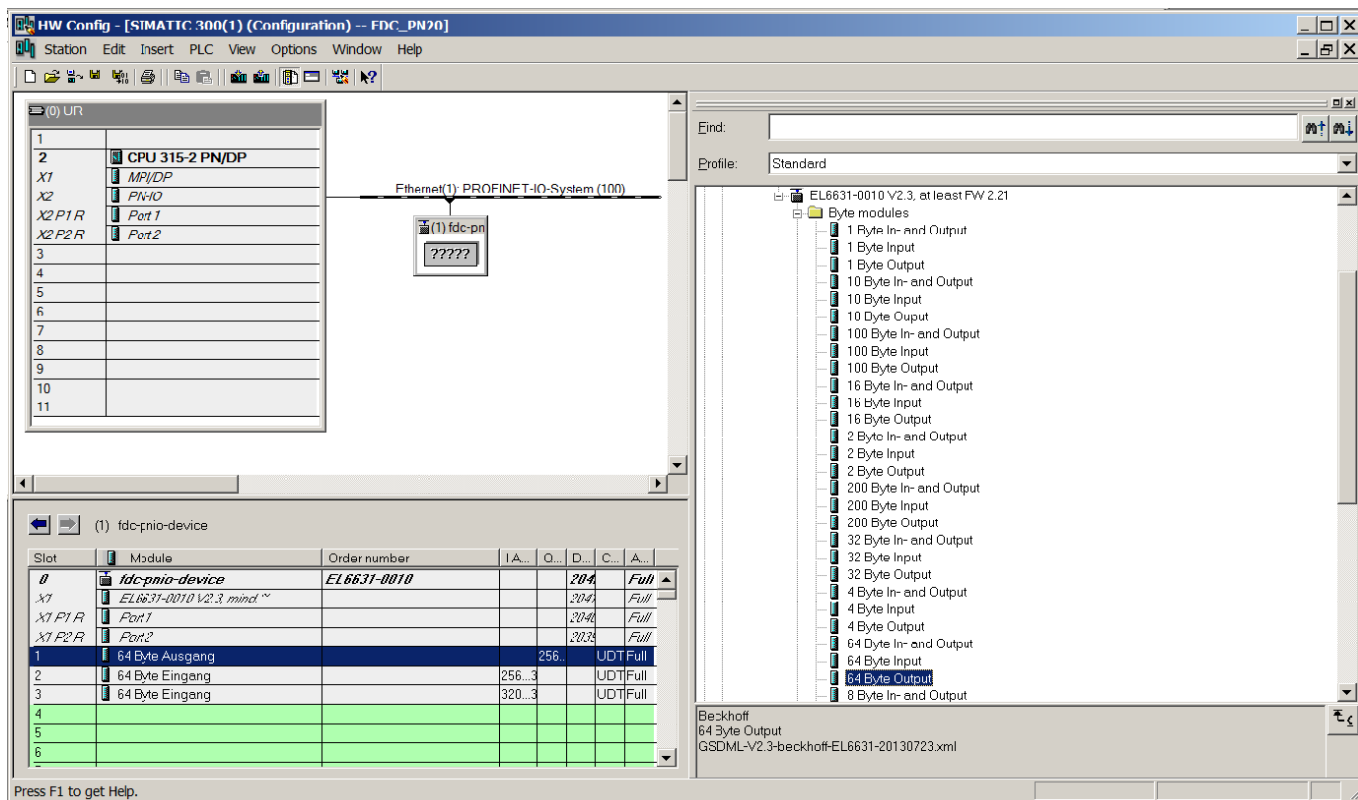 HW Config - [SIMATIC 300(1) (Configuration) -- FDC_PN20]
Station Edit Insert PLC View Options Window Help
(0) UR
1
2 CPU 315-2 PN/DP
X1 MPI/DP
X2 PN-IO
X2 P1 R Port 1
X2 P2 R Port 2
3
4
5
6
7
8
9
10
11
Ethernet(1): PROFINET-IO-System (100)
(1) fdc-pn
?????
Find:
Profile: Standard
EL6631-0010 V2.3, at least FW 2.21
Byte modules
1 Byte In- and Output
1 Byte Input
1 Byte Output
10 Byte In- and Output
10 Byte Input
10 Byte Ouput
100 Byte In- and Output
100 Byte Input
100 Byte Output
16 Byte In- and Output
16 Byte Input
16 Byte Output
2 Byte In- and Output
2 Byte Input
2 Byte Output
200 Byte In- and Output
200 Byte Input
200 Byte Output
32 Byte In- and Output
32 Byte Input
32 Byte Output
4 Byte In- and Output
4 Byte Input
4 Byte Output
64 Byte In- and Output
64 Byte Input
64 Byte Output
8 Byte In- and Output
Beckhoff
64 Byte Output
GSDML-V2.3-beckhoff-EL6631-20130723.xml
(1) fdc-pnio-device
Slot Module Order number I A... O... D... C... A...
0 fdc-pnio-device EL6631-0010 204 Full
X1 EL6631-0010 V2.3, mind.~ 204 Full
X1 P1 R Port 1 204 Full
X1 P2 R Port 2 203 Full
1 64 Byte Ausgang 256.. UDT Full
2 64 Byte Eingang 256...3 UDT Full
3 64 Byte Eingang 320...3 UDT Full
4
5
6
Press F1 to get Help.